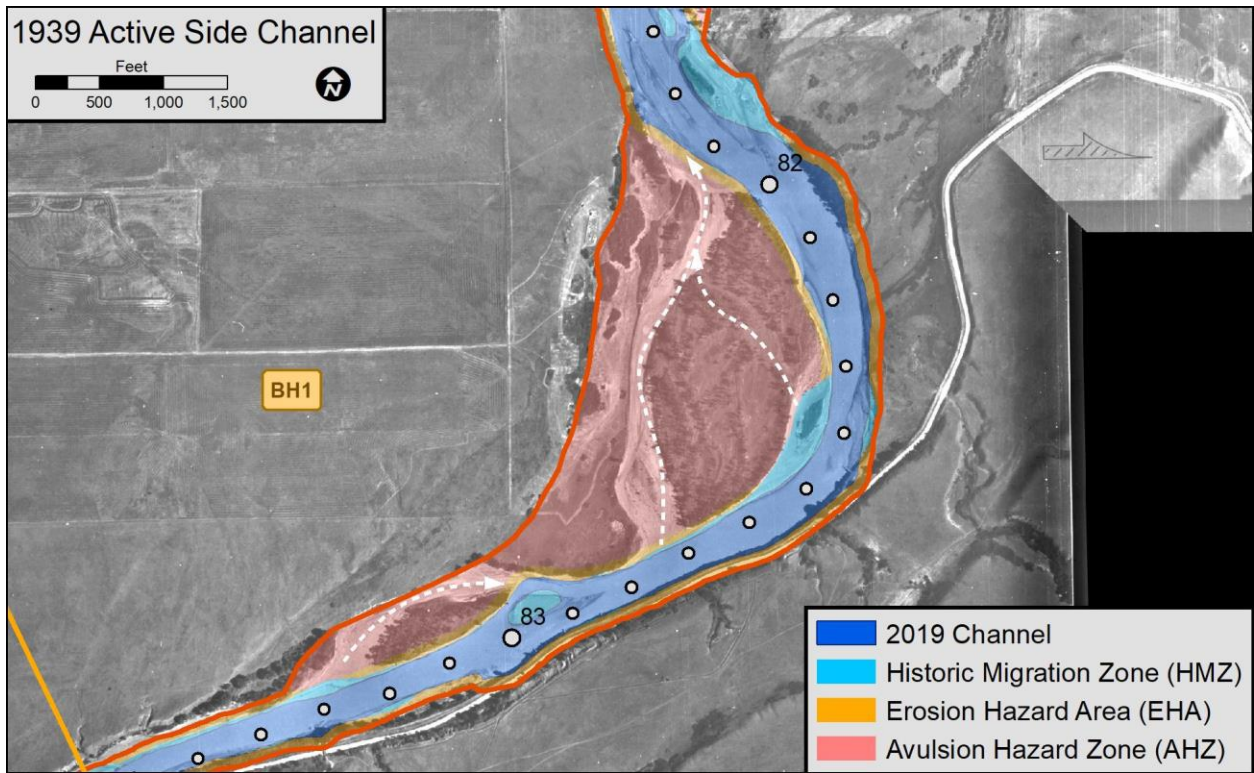 1939 Active Side Channel
Feet
0 500 1,000 1,500
N
82
BH1
83
2019 Channel
Historic Migration Zone (HMZ)
Erosion Hazard Area (EHA)
Avulsion Hazard Zone (AHZ)